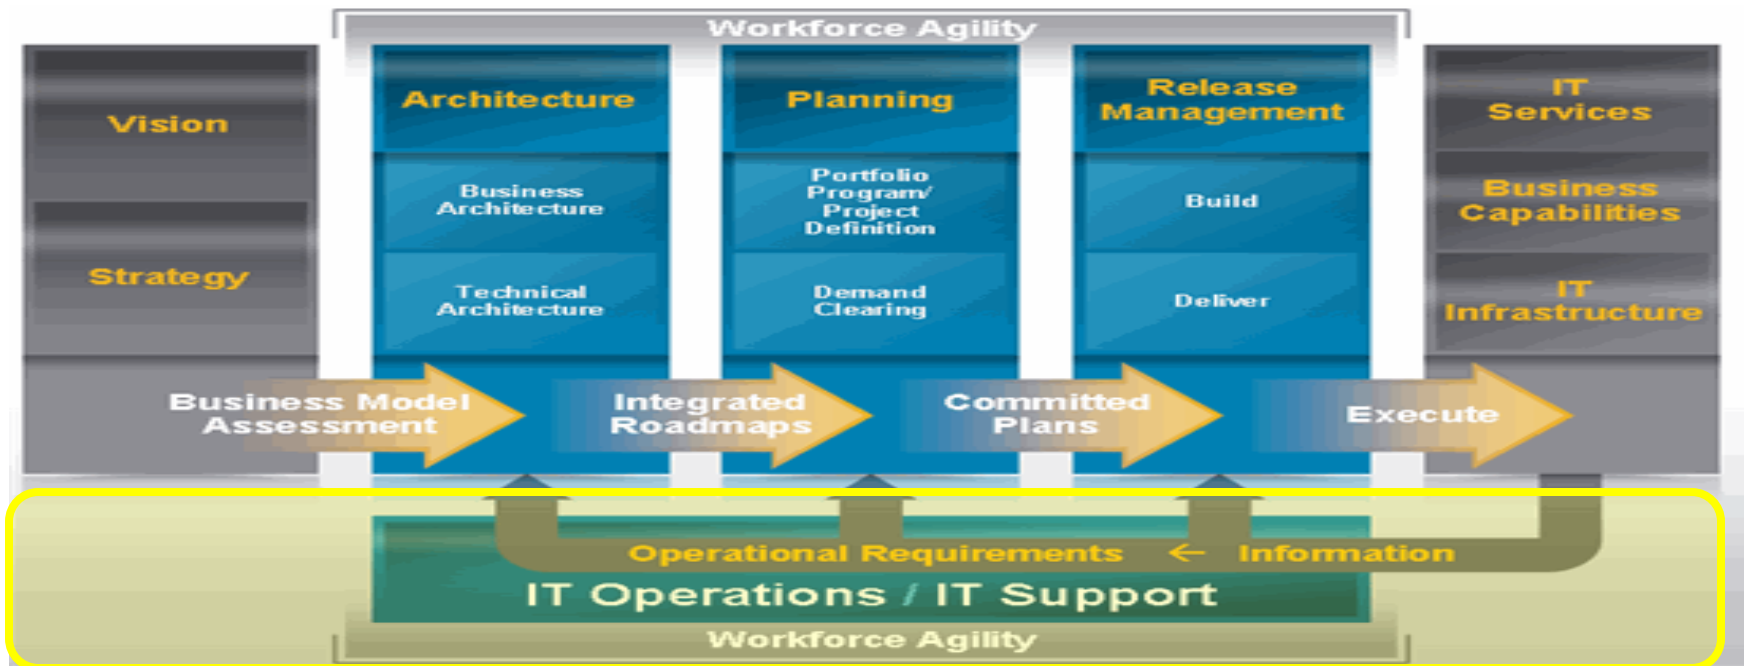 Workforce Agility
Vision
Strategy
Architecture
Business
Architecture
Technical
Architecture
Planning
Portfolio
Program/
Project
Definition
Demand
Clearing
Release
Management
Build
Deliver
IT
Services
Business
Capabilities
IT
Infrastructure
Business Model
Assessment
Integrated
Roadmaps
Committed
Plans
Execute
Operational Requirements ← Information
IT Operations / IT Support
Workforce Agility